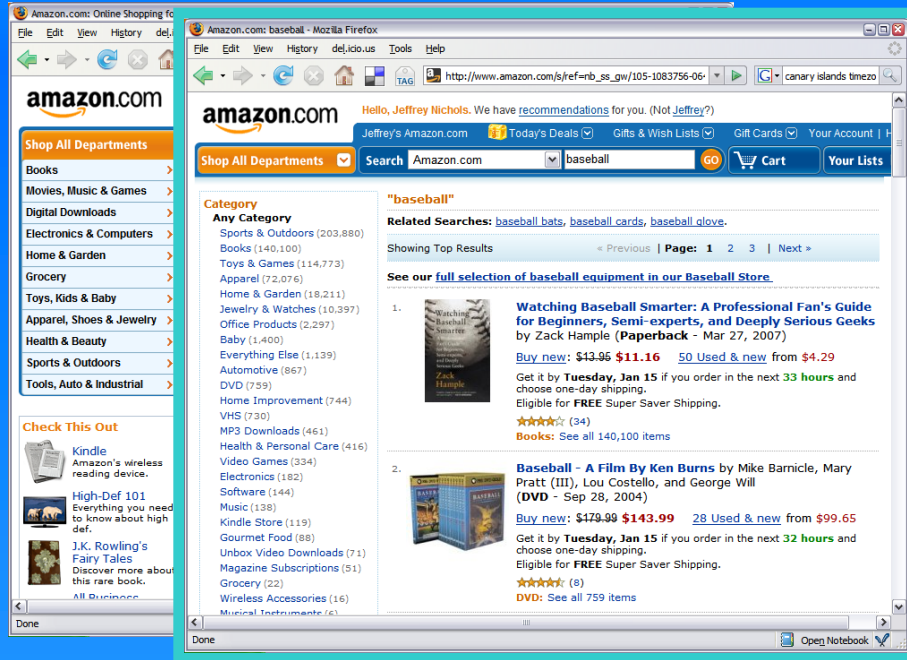 Amazon.com: Online Shopping fo
File Edit View History del.i
amazon.com
Shop All Departments
Books
Movies, Music & Games
Digital Downloads
Electronics & Computers
Home & Garden
Grocery
Toys, Kids & Baby
Apparel, Shoes & Jewelry
Health & Beauty
Sports & Outdoors
Tools, Auto & Industrial
Check This Out
Kindle
Amazon's wireless
reading device.
High-Def 101
Everything you need
to know about high
def.
J.K. Rowling's
Fairy Tales
Discover more about
this rare book.
All Business
Done
Amazon.com: baseball - Mozilla Firefox
File Edit View History del.icio.us Tools Help
TAG http://www.amazon.com/s/ref=nb_ss_gw/105-1083756-06 G canary islands timezo
amazon.com
Hello, Jeffrey Nichols. We have recommendations for you. (Not Jeffrey?)
Jeffrey's Amazon.com Today's Deals Gifts & Wish Lists Gift Cards Your Account | H
Shop All Departments Search Amazon.com baseball GO Cart Your Lists
Category
Any Category
Sports & Outdoors (203,880)
Books (140,100)
Toys & Games (114,773)
Apparel (72,076)
Home & Garden (18,211)
Jewelry & Watches (10,397)
Office Products (2,297)
Baby (1,400)
Everything Else (1,139)
Automotive (867)
DVD (759)
Home Improvement (744)
VHS (730)
MP3 Downloads (461)
Health & Personal Care (416)
Video Games (334)
Electronics (182)
Software (144)
Music (138)
Kindle Store (119)
Gourmet Food (88)
Unbox Video Downloads (71)
Magazine Subscriptions (51)
Grocery (22)
Wireless Accessories (16)
Musical Instruments (6)
"baseball"
Related Searches: baseball bats, baseball cards, baseball glove.
Showing Top Results « Previous | Page: 1 2 3 | Next »
See our full selection of baseball equipment in our Baseball Store
1.
Watching
Baseball
Smarter
Zack
Hample
Watching Baseball Smarter: A Professional Fan's Guide
for Beginners, Semi-experts, and Deeply Serious Geeks
by Zack Hample (Paperback - Mar 27, 2007)
Buy new: $13.95 $11.16 50 Used & new from $4.29
Get it by Tuesday, Jan 15 if you order in the next 33 hours and
choose one-day shipping.
Eligible for FREE Super Saver Shipping.
(34)
Books: See all 140,100 items
2.
BASEBALL
Baseball - A Film By Ken Burns by Mike Barnicle, Mary
Pratt (III), Lou Costello, and George Will
(DVD - Sep 28, 2004)
Buy new: $179.99 $143.99 28 Used & new from $99.65
Get it by Tuesday, Jan 15 if you order in the next 32 hours and
choose one-day shipping.
Eligible for FREE Super Saver Shipping.
(8)
DVD: See all 759 items
Done Open Notebook